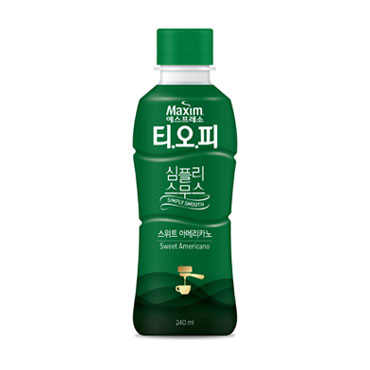 Maxim
에스프레소
티.오.피
심플리
스무스
SIMPLY SMOOTH
스위트 아메리카노
Sweet Americano
240 ml